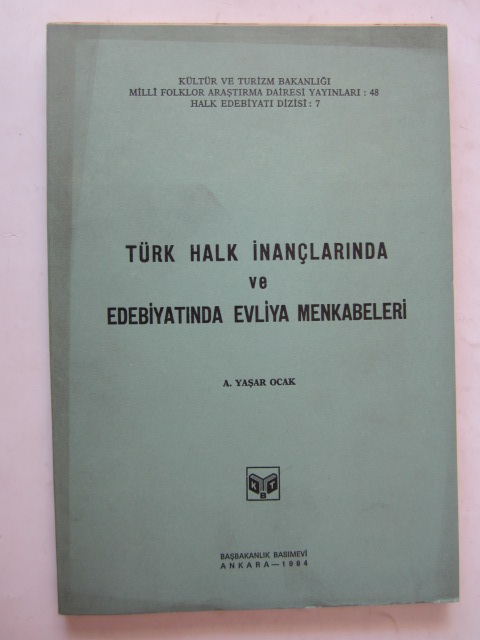 KÜLTÜR VE TURİZM BAKANLIĞI
MİLLÎ FOLKLOR ARAŞTIRMA DAİRESİ YAYINLARI : 48
HALK EDEBİYATI DİZİSİ : 7
TÜRK HALK İNANÇLARINDA
ve
EDEBİYATINDA EVLİYA MENKABELERİ
A. YAŞAR OCAK
KBT
BAŞBAKANLIK BASIMEVİ
ANKARA—1984